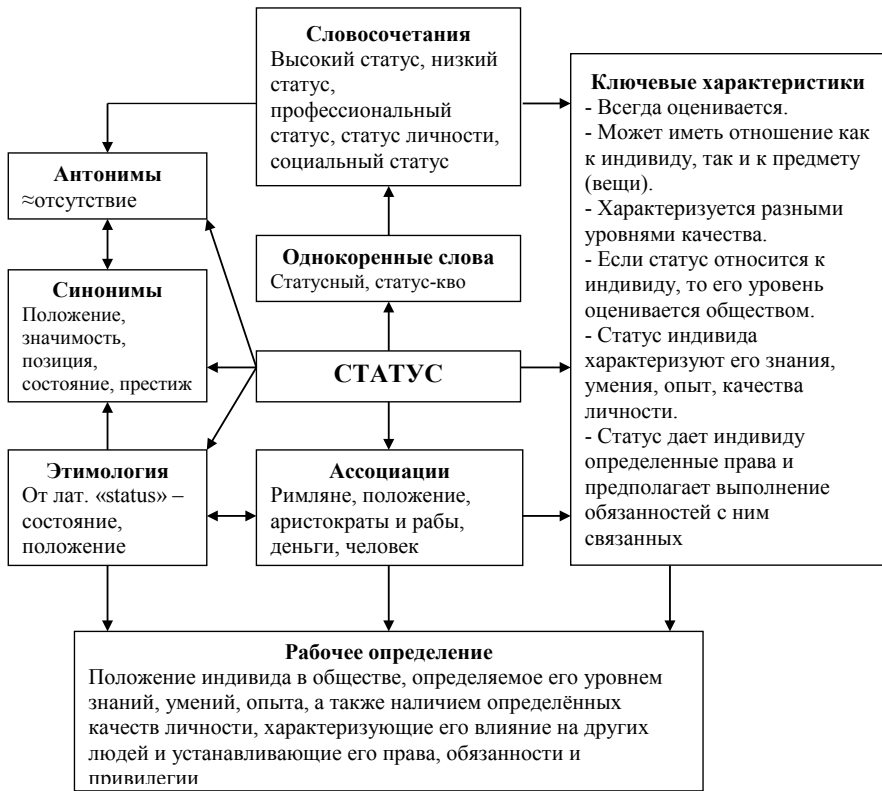 Словосочетания
Высокий статус, низкий
статус,
профессиональный
статус, статус личности,
социальный статус
Ключевые характеристики
- Всегда оценивается.
- Может иметь отношение как
к индивиду, так и к предмету
(вещи).
- Характеризуется разными
уровнями качества.
- Если статус относится к
индивиду, то его уровень
оценивается обществом.
- Статус индивида
характеризуют его знания,
умения, опыт, качества
личности.
- Статус дает индивиду
определенные права и
предполагает выполнение
обязанностей с ним
связанных
Антонимы
≈отсутствие
Однокоренные слова
Статусный, статус-кво
Синонимы
Положение,
значимость,
позиция,
состояние, престиж
СТАТУС
Этимология
От лат. «status» –
состояние,
положение
Ассоциации
Римляне, положение,
аристократы и рабы,
деньги, человек
Рабочее определение
Положение индивида в обществе, определяемое его уровнем
знаний, умений, опыта, а также наличием определённых
качеств личности, характеризующие его влияние на других
людей и устанавливающие его права, обязанности и
привилегии